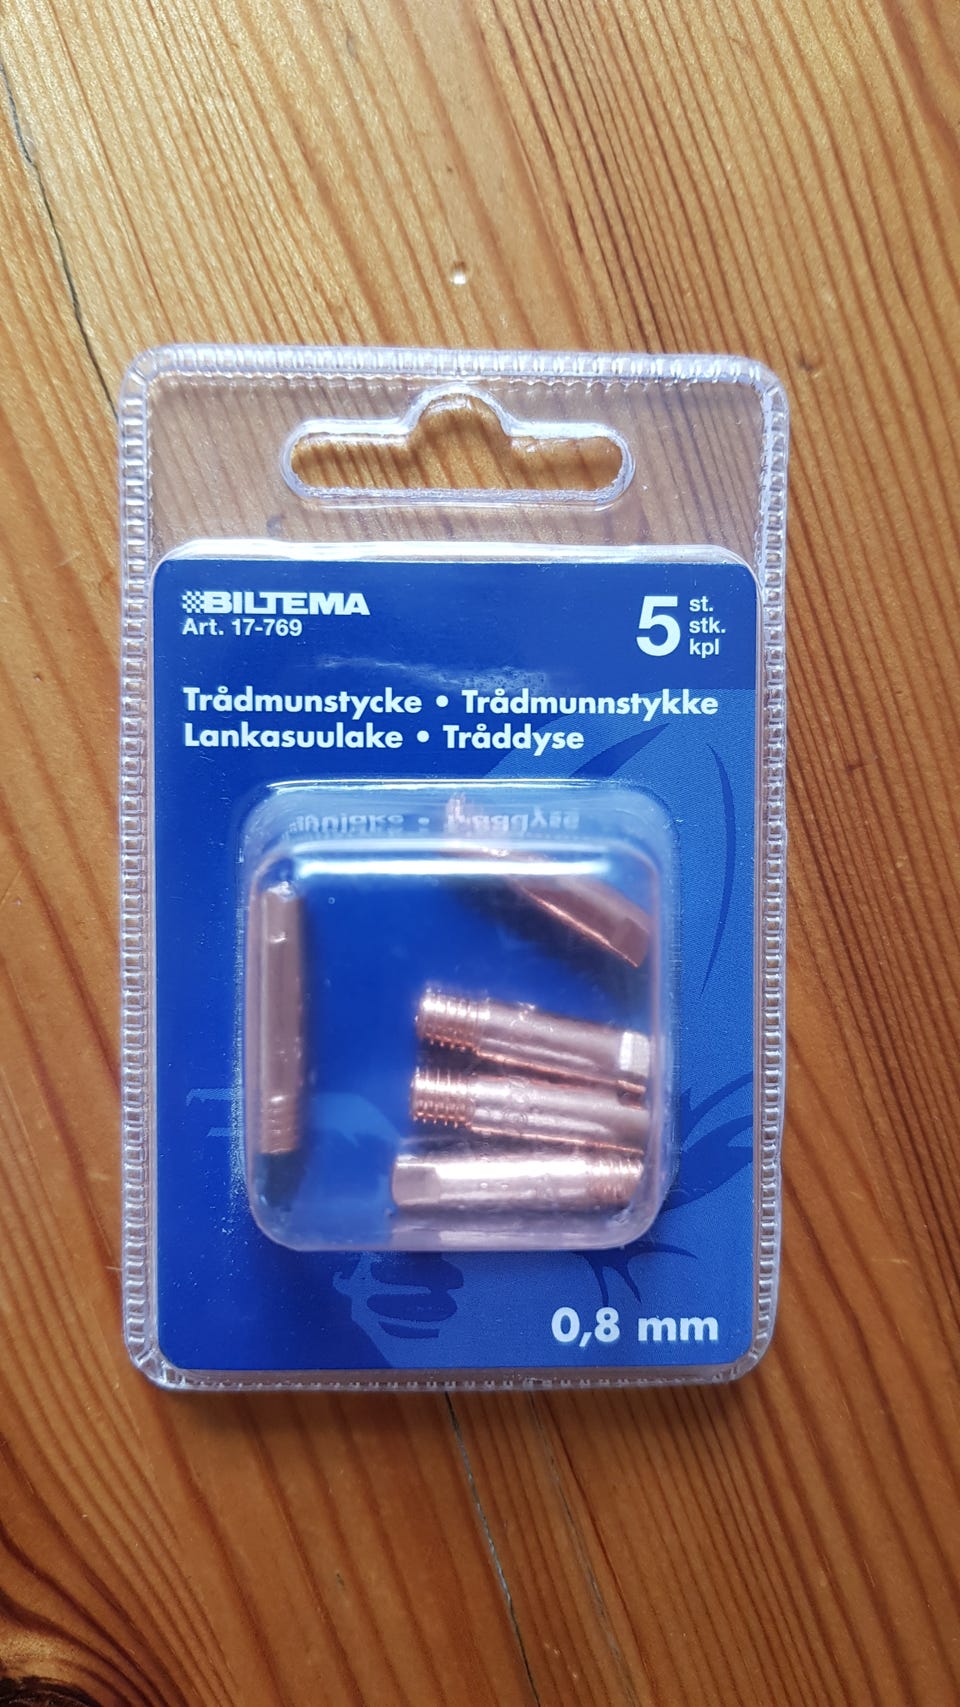 BILTEMA
Art. 17-769
5 st.
stk.
kpl
Trådmunstycke • Trådmunnstykke
Lankasuulake • Tråddyse
0,8 mm